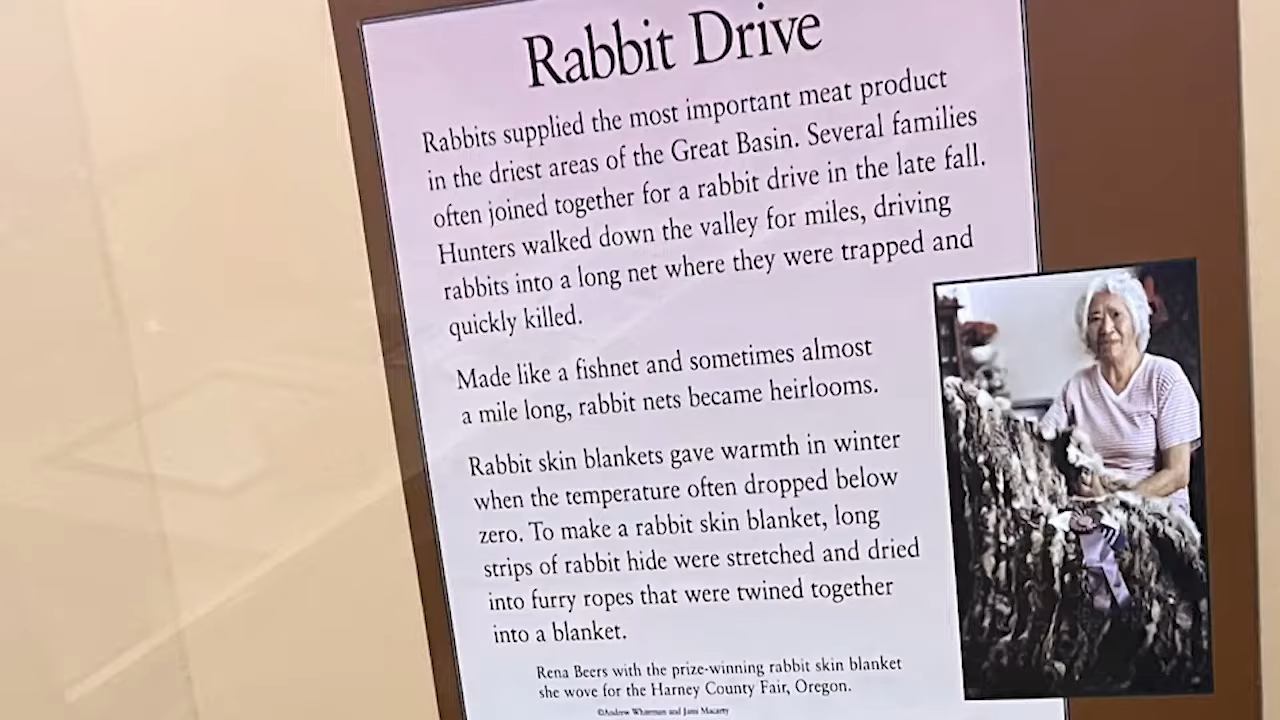 Rabbit Drive
Rabbits supplied the most important meat product
in the driest areas of the Great Basin. Several families
often joined together for a rabbit drive in the late fall.
Hunters walked down the valley for miles, driving
rabbits into a long net where they were trapped and
quickly killed.
Made like a fishnet and sometimes almost
a mile long, rabbit nets became heirlooms.
Rabbit skin blankets gave warmth in winter
when the temperature often dropped below
zero. To make a rabbit skin blanket, long
strips of rabbit hide were stretched and dried
into furry ropes that were twined together
into a blanket.
Rena Beers with the prize-winning rabbit skin blanket
she wove for the Harney County Fair, Oregon.
©Andrew and